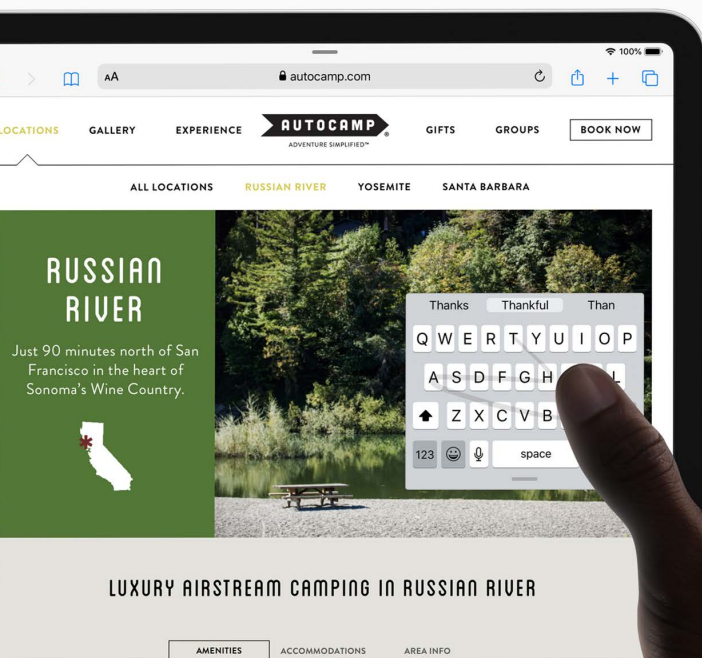 100%
AA
autocamp.com
LOCATIONS GALLERY EXPERIENCE AUTOCAMP® GIFTS GROUPS BOOK NOW
ADVENTURE SIMPLIFIED™
ALL LOCATIONS RUSSIAN RIVER YOSEMITE SANTA BARBARA
RUSSIAN
RIVER
Just 90 minutes north of San
Francisco in the heart of
Sonoma's Wine Country.
Thanks Thankful Than
Q W E R T Y U I O P
A S D F G H L
Z X C V B
123 space
LUXURY AIRSTREAM CAMPING IN RUSSIAN RIVER
AMENITIES ACCOMMODATIONS AREA INFO